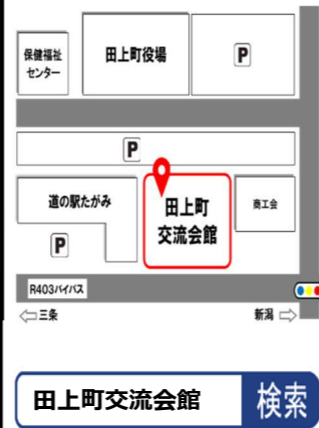 保健福祉
センター
田上町役場
P
P
道の駅たがみ
P
田上町
交流会館
商工会
R403バイパス
⇦三条
新潟⇨
田上町交流会館
検索